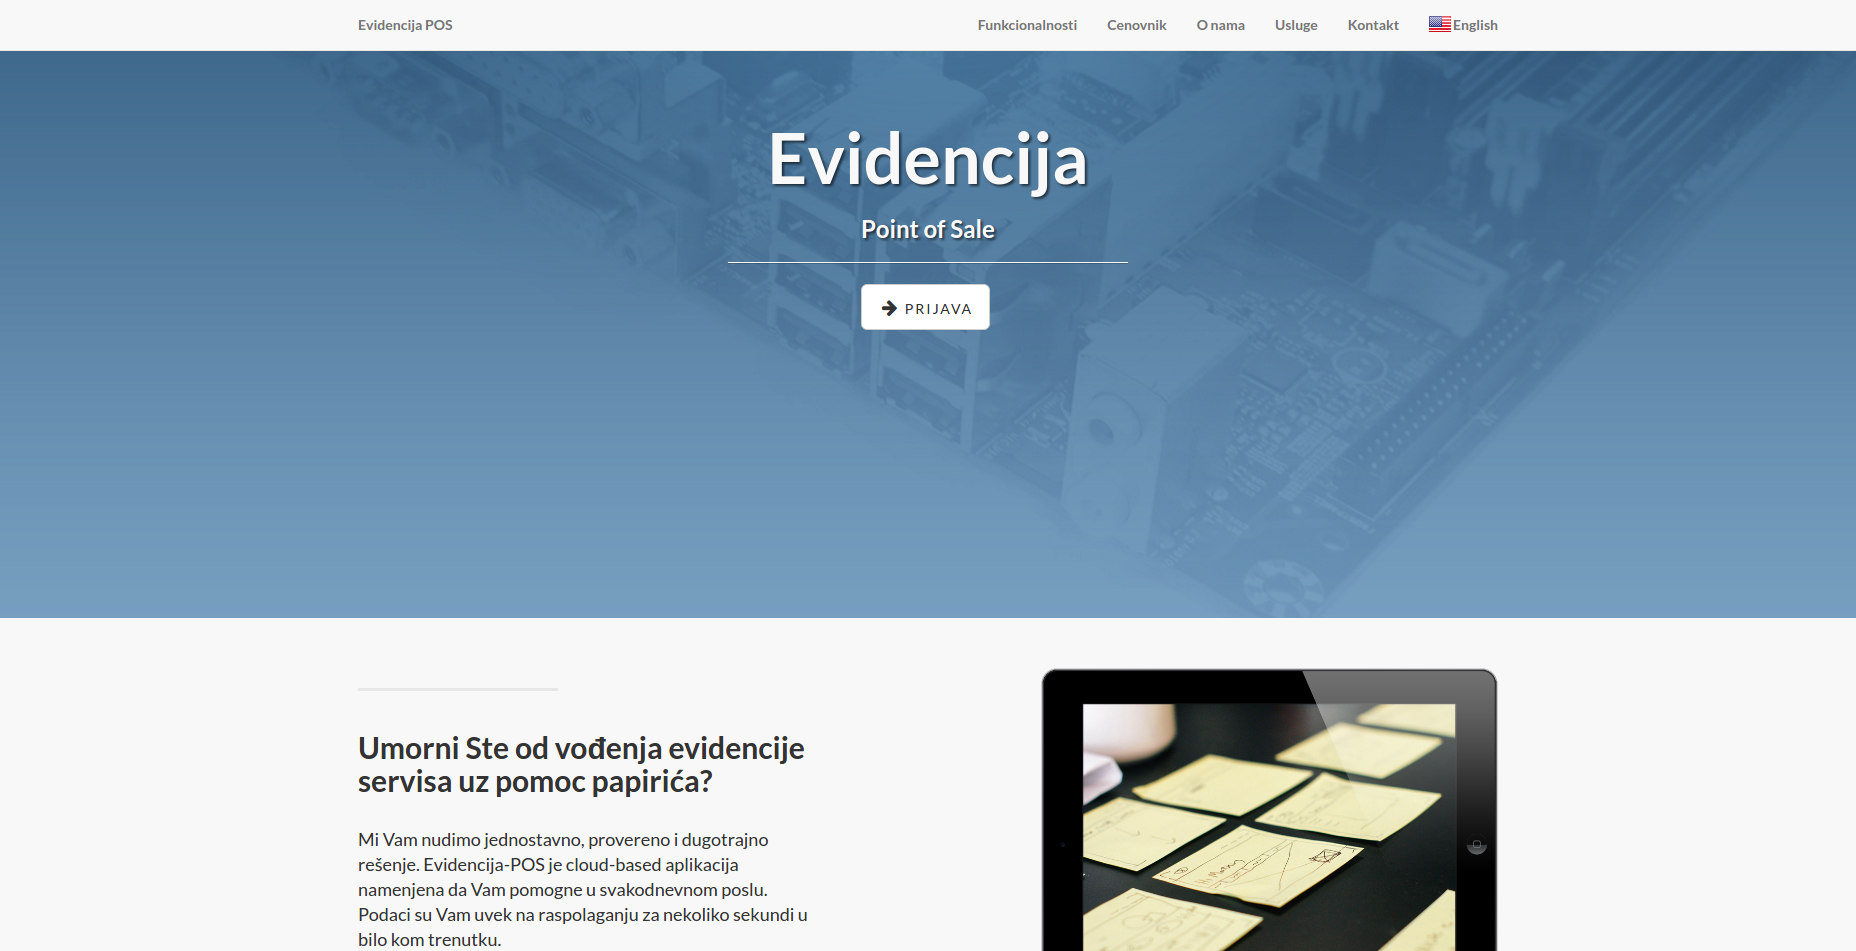 Evidencija POS
Funkcionalnosti Cenovnik O nama Usluge Kontakt English
Evidencija
Point of Sale
PRIJAVA
Umorni Ste od vođenja evidencije
servisa uz pomoc papirića?
Mi Vam nudimo jednostavno, provereno i dugotrajno
rešenje. Evidencija-POS je cloud-based aplikacija
namenjena da Vam pomogne u svakodnevnom poslu.
Podaci su Vam uvek na raspolaganju za nekoliko sekundi u
bilo kom trenutku.